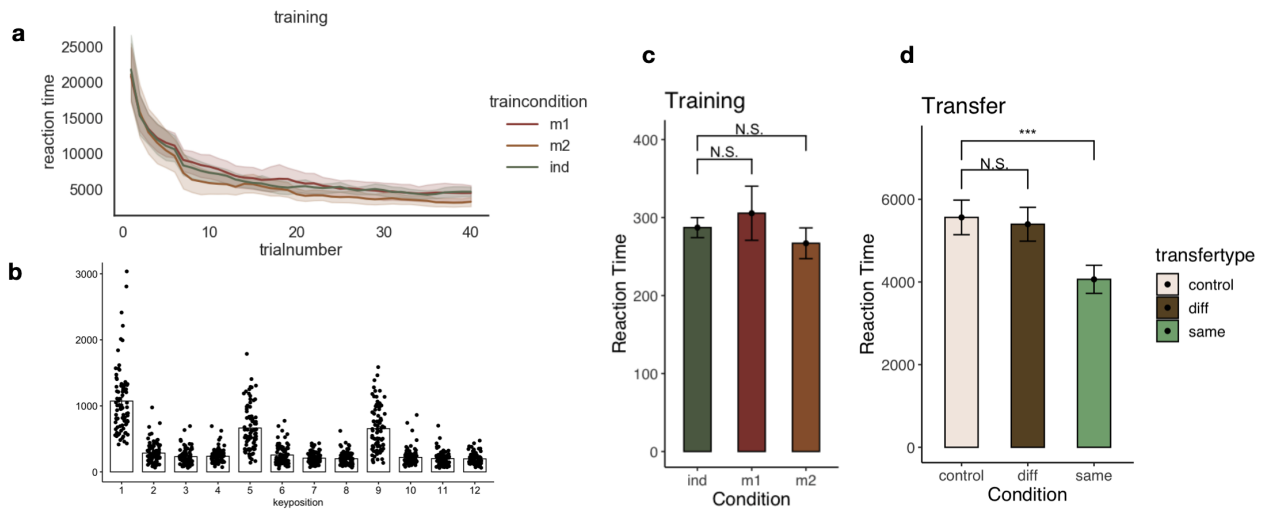 a
training
25000
20000
15000
10000
5000
reaction time
0 10 20 30 40
trialnumber
traincondition
m1
m2
ind
b
3000
2000
1000
0
1 2 3 4 5 6 7 8 9 10 11 12
keyposition
c
Training
N.S.
N.S.
400
300
200
100
0
Reaction Time
ind m1 m2
Condition
d
Transfer
***
N.S.
6000
4000
2000
0
Reaction Time
control diff same
Condition
transfertype
control
diff
same